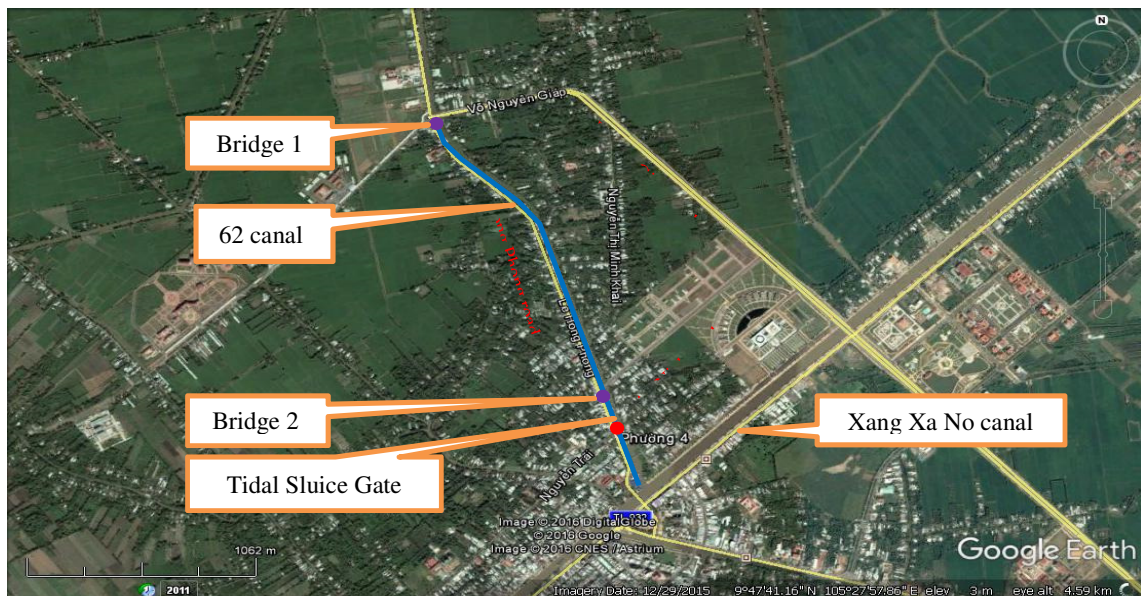 N
Võ Nguyên Giáp
Bridge 1
62 canal
Nguyễn Thị Minh Khai
Lê Hồng Phong
Bridge 2
Tidal Sluice Gate
Phường 4
Xang Xa No canal
Nguyễn Trãi
Image © 2016 DigitalGlobe
© 2016 Google
Image © 2016 CNES / Astrium
Google Earth
1062 m
2011
Imagery Date: 12/29/2015 9°47'41.16" N 105°27'57.86" E elev 3 m eye alt 4.59 km